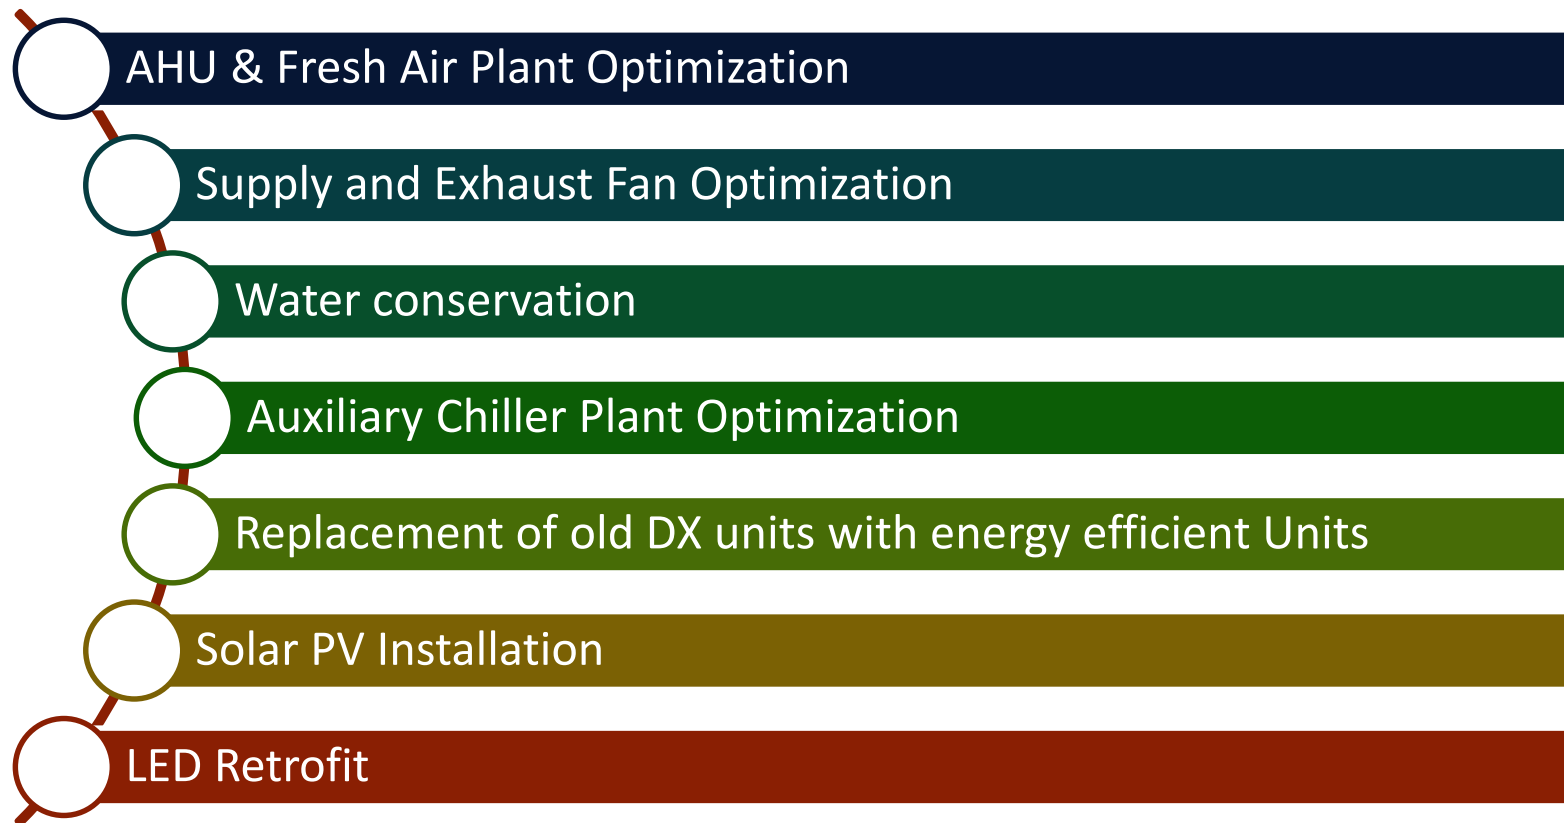 AHU & Fresh Air Plant Optimization
Supply and Exhaust Fan Optimization
Water conservation
Auxiliary Chiller Plant Optimization
Replacement of old DX units with energy efficient Units
Solar PV Installation
LED Retrofit